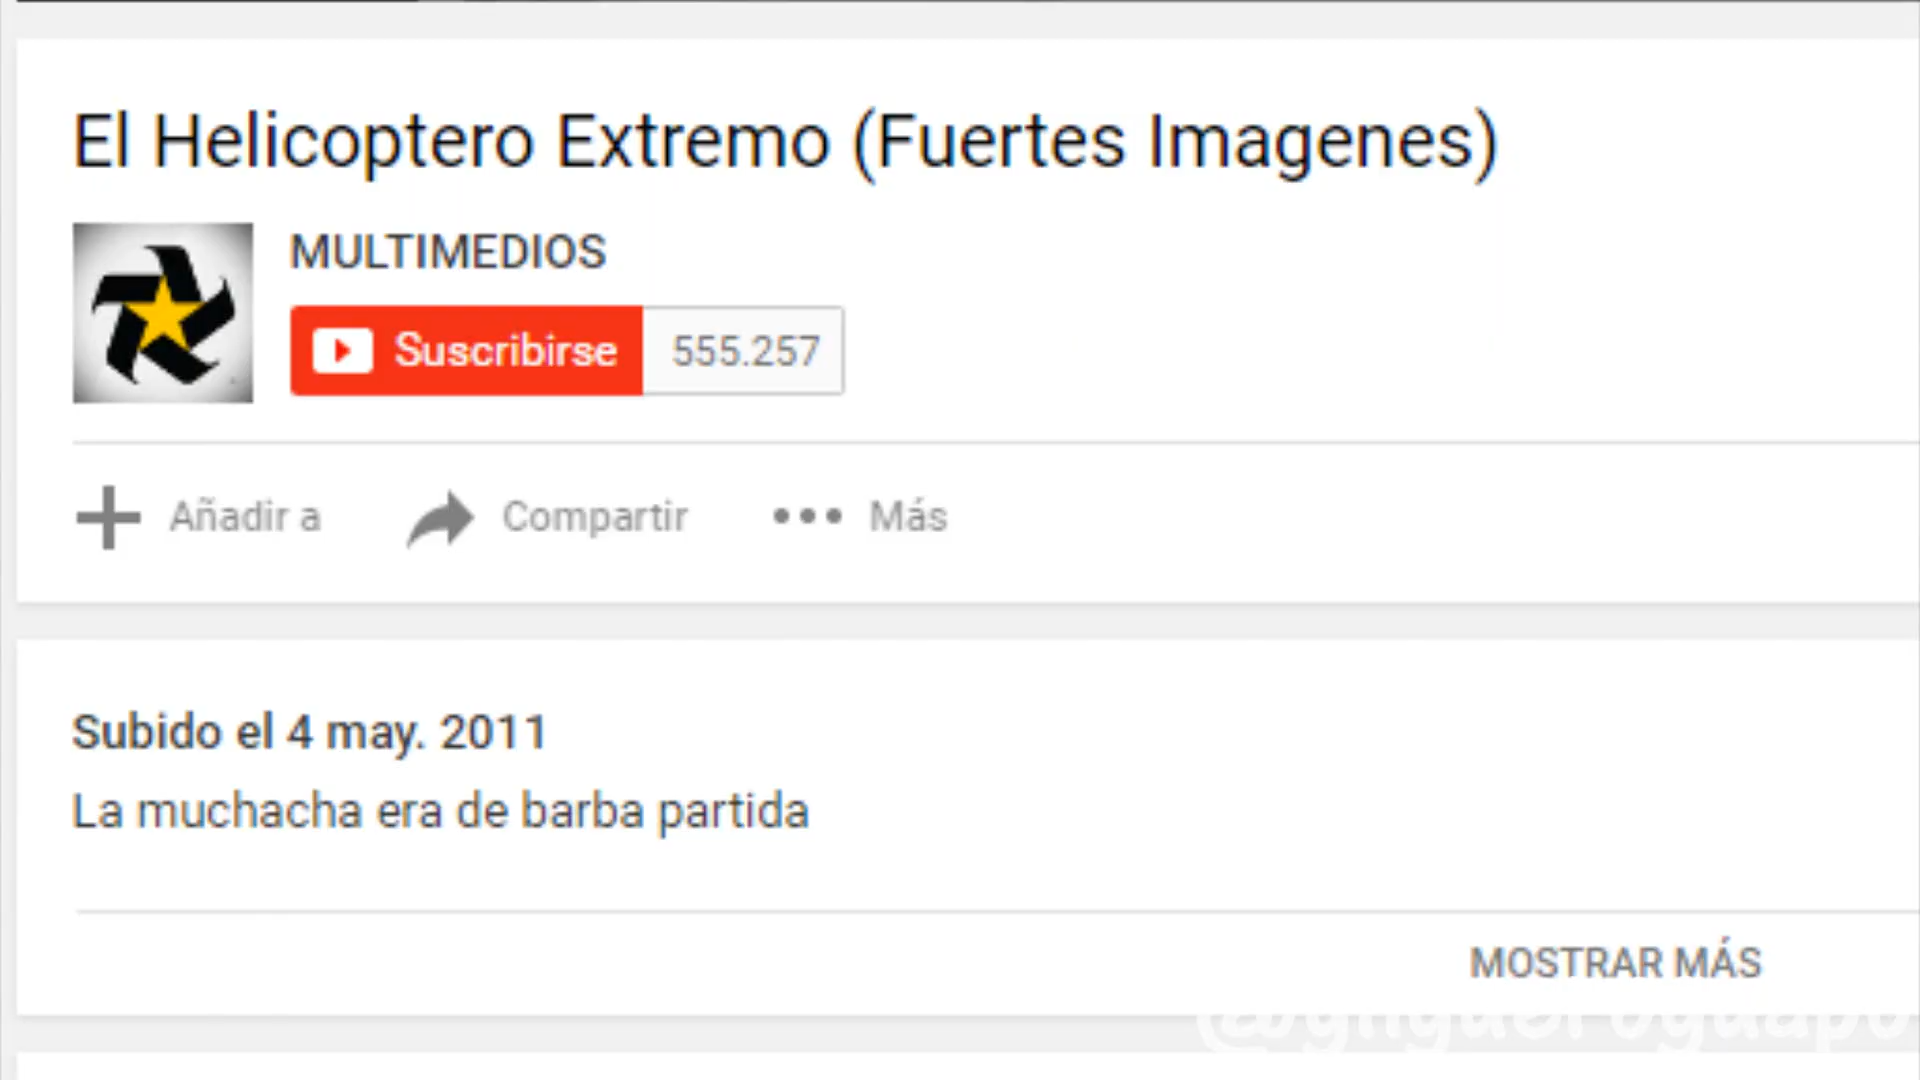 El Helicoptero Extremo (Fuertes Imagenes)
MULTIMEDIOS
Suscribirse 555.257
Añadir a Compartir Más
Subido el 4 may. 2011
La muchacha era de barba partida
MOSTRAR MÁS